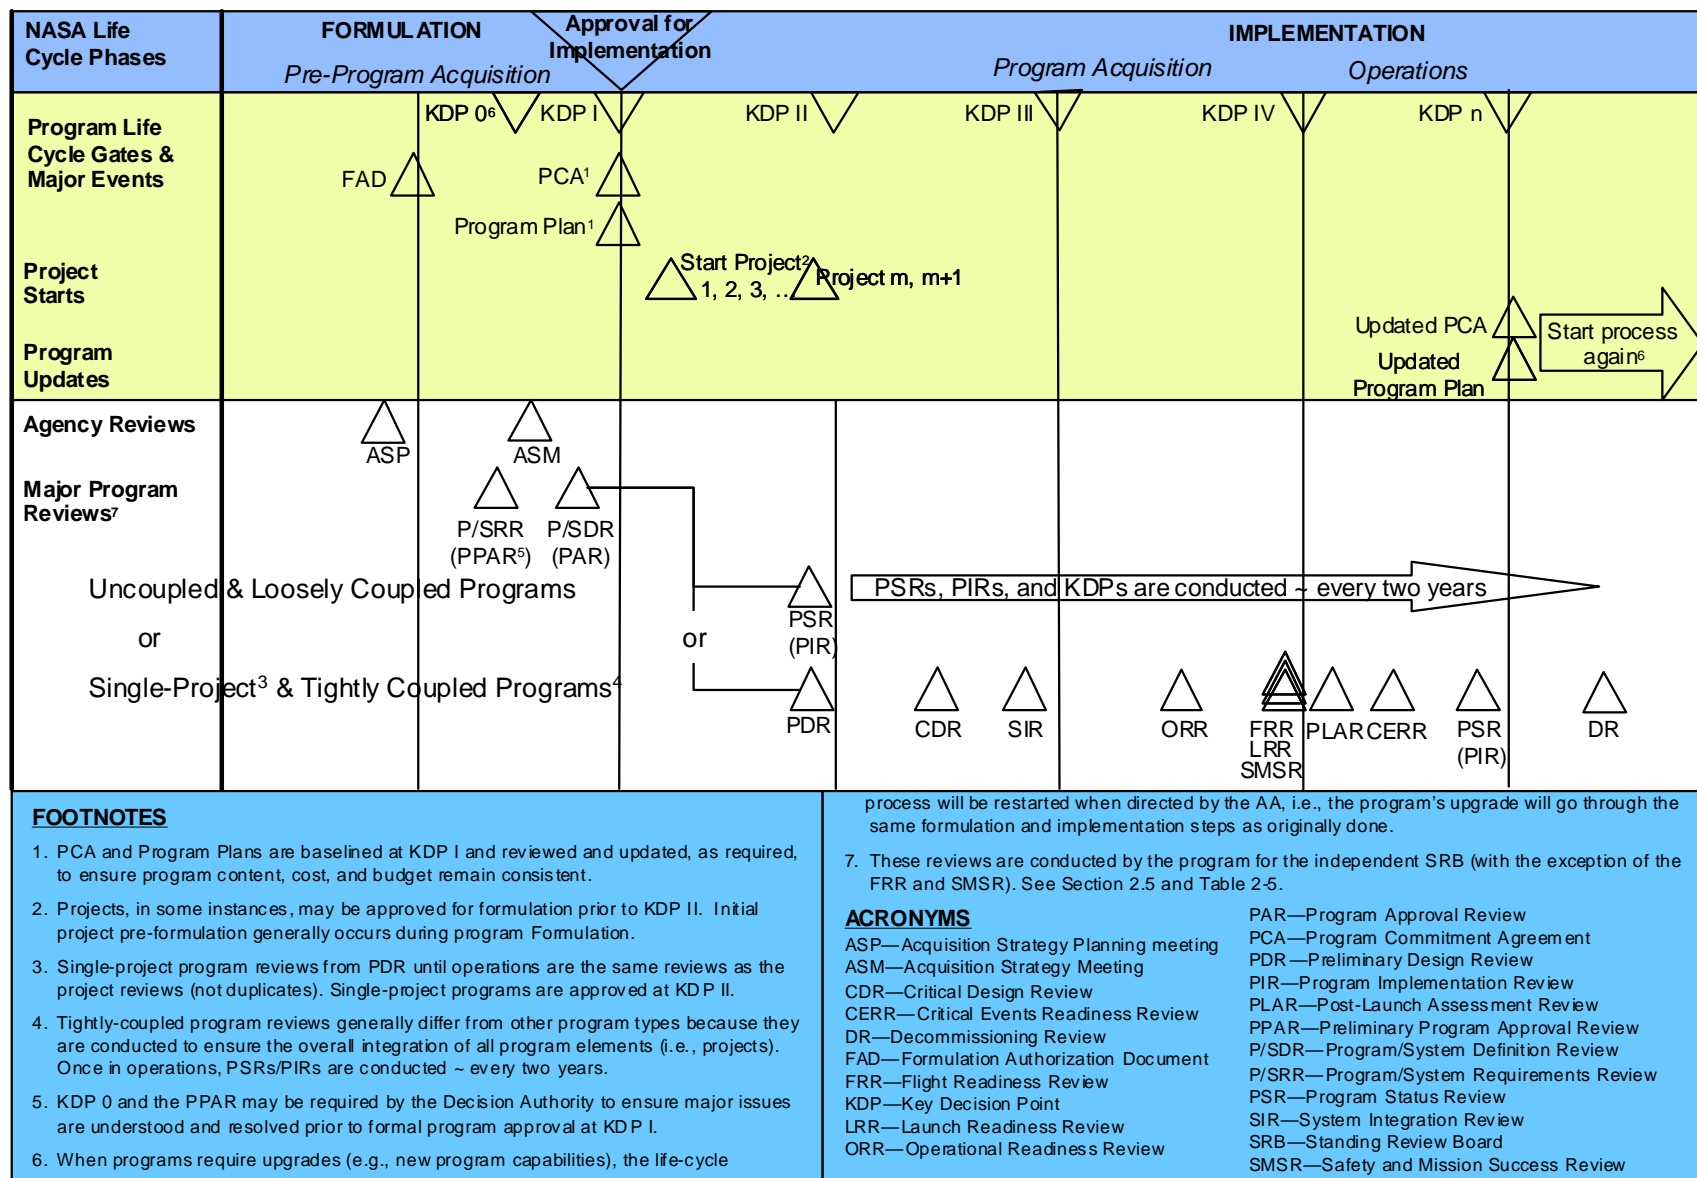 NASA Life
Cycle Phases
FORMULATION
Pre-Program Acquisition
Approval for
Implementation
IMPLEMENTATION
Program Acquisition
Operations
Program Life
Cycle Gates &
Major Events
KDP 0⁶
KDP I
KDP II
KDP III
KDP IV
KDP n
FAD
PCA¹
Program Plan¹
Project
Starts
Start Project²
1, 2, 3, …
Project m, m+1
Program
Updates
Updated PCA
Updated
Program Plan
Start process
again⁶
Agency Reviews
ASP
ASM
Major Program
Reviews⁷
P/SRR
(PPAR⁵)
P/SDR
(PAR)
Uncoupled & Loosely Coupled Programs
or
Single-Project³ & Tightly Coupled Programs⁴
or
PSR
(PIR)
PSRs, PIRs, and KDPs are conducted ~ every two years
PDR
CDR
SIR
ORR
FRR
LRR
SMSR
PLAR
CERR
PSR
(PIR)
DR
FOOTNOTES
1. PCA and Program Plans are baselined at KDP I and reviewed and updated, as required,
to ensure program content, cost, and budget remain consistent.
2. Projects, in some instances, may be approved for formulation prior to KDP II. Initial
project pre-formulation generally occurs during program Formulation.
3. Single-project program reviews from PDR until operations are the same reviews as the
project reviews (not duplicates). Single-project programs are approved at KDP II.
4. Tightly-coupled program reviews generally differ from other program types because they
are conducted to ensure the overall integration of all program elements (i.e., projects).
Once in operations, PSRs/PIRs are conducted ~ every two years.
5. KDP 0 and the PPAR may be required by the Decision Authority to ensure major issues
are understood and resolved prior to formal program approval at KDP I.
6. When programs require upgrades (e.g., new program capabilities), the life-cycle
process will be restarted when directed by the AA, i.e., the program's upgrade will go through the
same formulation and implementation steps as originally done.
7. These reviews are conducted by the program for the independent SRB (with the exception of the
FRR and SMSR). See Section 2.5 and Table 2-5.
ACRONYMS
ASP—Acquisition Strategy Planning meeting
ASM—Acquisition Strategy Meeting
CDR—Critical Design Review
CERR—Critical Events Readiness Review
DR—Decommissioning Review
FAD—Formulation Authorization Document
FRR—Flight Readiness Review
KDP—Key Decision Point
LRR—Launch Readiness Review
ORR—Operational Readiness Review
PAR—Program Approval Review
PCA—Program Commitment Agreement
PDR—Preliminary Design Review
PIR—Program Implementation Review
PLAR—Post-Launch Assessment Review
PPAR—Preliminary Program Approval Review
P/SDR—Program/System Definition Review
P/SRR—Program/System Requirements Review
PSR—Program Status Review
SIR—System Integration Review
SRB—Standing Review Board
SMSR—Safety and Mission Success Review